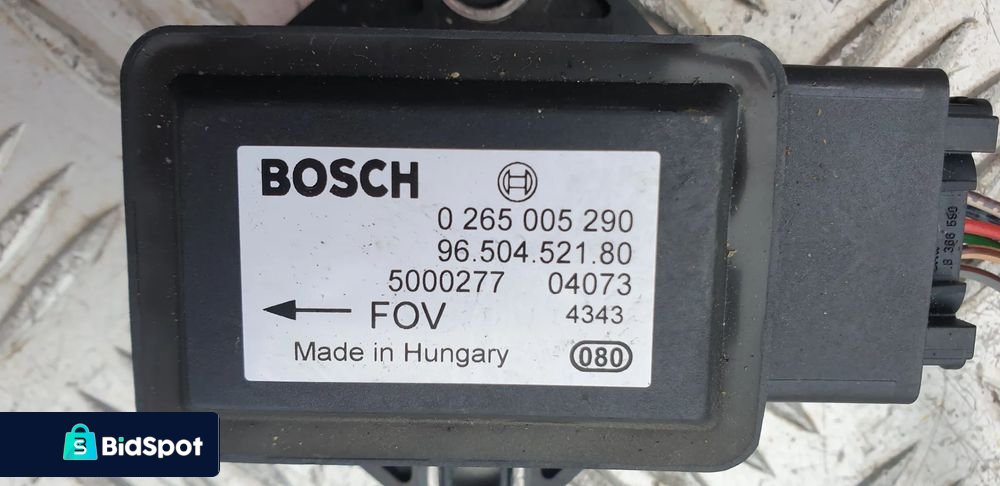 BOSCH
0 265 005 290
96.504.521.80
5000277 04073
FOV 4343
Made in Hungary 080
BidSpot